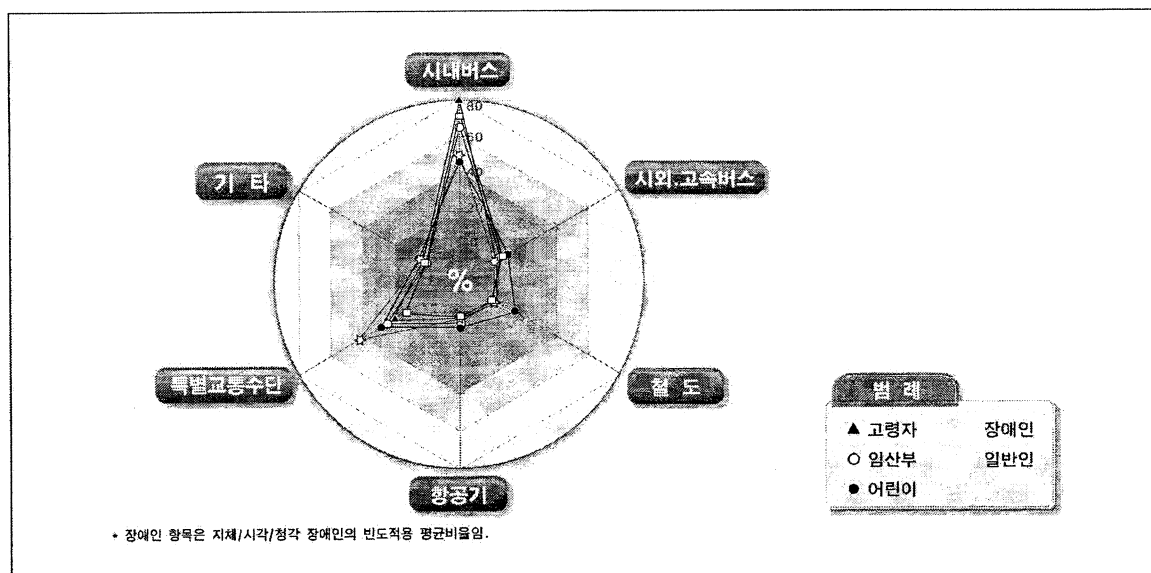 시내버스
80
60
기 타
시외.고속버스
%
특별교통수단
철 도
항공기
범 례
▲ 고령자 장애인
○ 임산부 일반인
● 어린이
* 장애인 항목은 지체/시각/청각 장애인의 빈도적용 평균비율임.